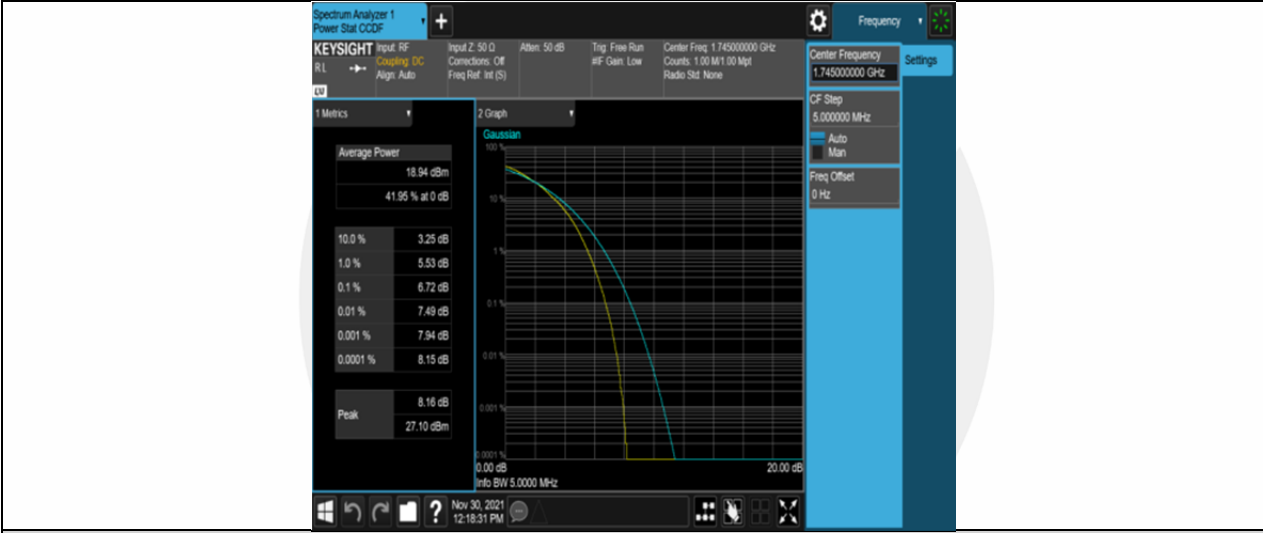 Spectrum Analyzer 1
Power Stat CCDF
+
Frequency
KEYSIGHT
Input: RF
Coupling: DC
Align: Auto
RL
LV
Input Z: 50 Ω
Corrections: Off
Freq Ref: Int (S)
Atten: 50 dB
Trig: Free Run
#IF Gain: Low
Center Freq: 1.745000000 GHz
Counts: 1.00 M/1.00 Mpt
Radio Std: None
Center Frequency
1.745000000 GHz
Settings
CF Step
5.000000 MHz
Auto
Man
Freq Offset
0 Hz
1 Metrics
Average Power
18.94 dBm
41.95 % at 0 dB
10.0 % 3.25 dB
1.0 % 5.53 dB
0.1 % 6.72 dB
0.01 % 7.49 dB
0.001 % 7.94 dB
0.0001 % 8.15 dB
Peak
8.16 dB
27.10 dBm
2 Graph
Gaussian
100 %
10 %
1 %
0.1 %
0.01 %
0.001 %
0.0001 %
0.00 dB
20.00 dB
Info BW 5.0000 MHz
?
Nov 30, 2021
12:18:31 PM